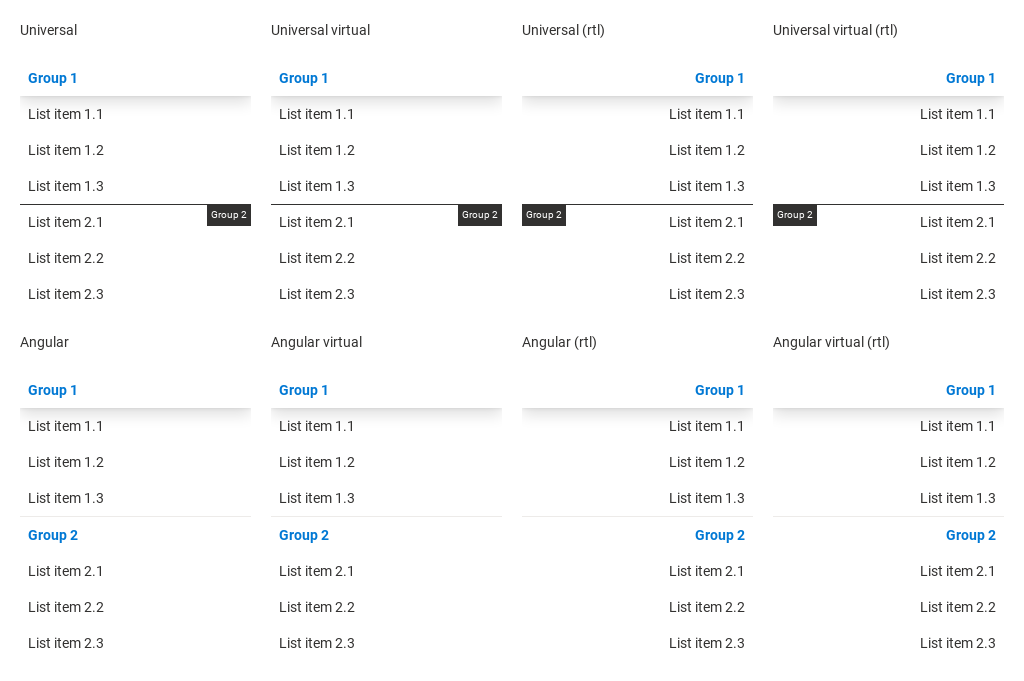 Universal
Group 1
List item 1.1
List item 1.2
List item 1.3
List item 2.1 Group 2
List item 2.2
List item 2.3
Universal virtual
Group 1
List item 1.1
List item 1.2
List item 1.3
List item 2.1 Group 2
List item 2.2
List item 2.3
Universal (rtl)
Group 1
List item 1.1
List item 1.2
List item 1.3
Group 2 List item 2.1
List item 2.2
List item 2.3
Universal virtual (rtl)
Group 1
List item 1.1
List item 1.2
List item 1.3
Group 2 List item 2.1
List item 2.2
List item 2.3
Angular
Group 1
List item 1.1
List item 1.2
List item 1.3
Group 2
List item 2.1
List item 2.2
List item 2.3
Angular virtual
Group 1
List item 1.1
List item 1.2
List item 1.3
Group 2
List item 2.1
List item 2.2
List item 2.3
Angular (rtl)
Group 1
List item 1.1
List item 1.2
List item 1.3
Group 2
List item 2.1
List item 2.2
List item 2.3
Angular virtual (rtl)
Group 1
List item 1.1
List item 1.2
List item 1.3
Group 2
List item 2.1
List item 2.2
List item 2.3